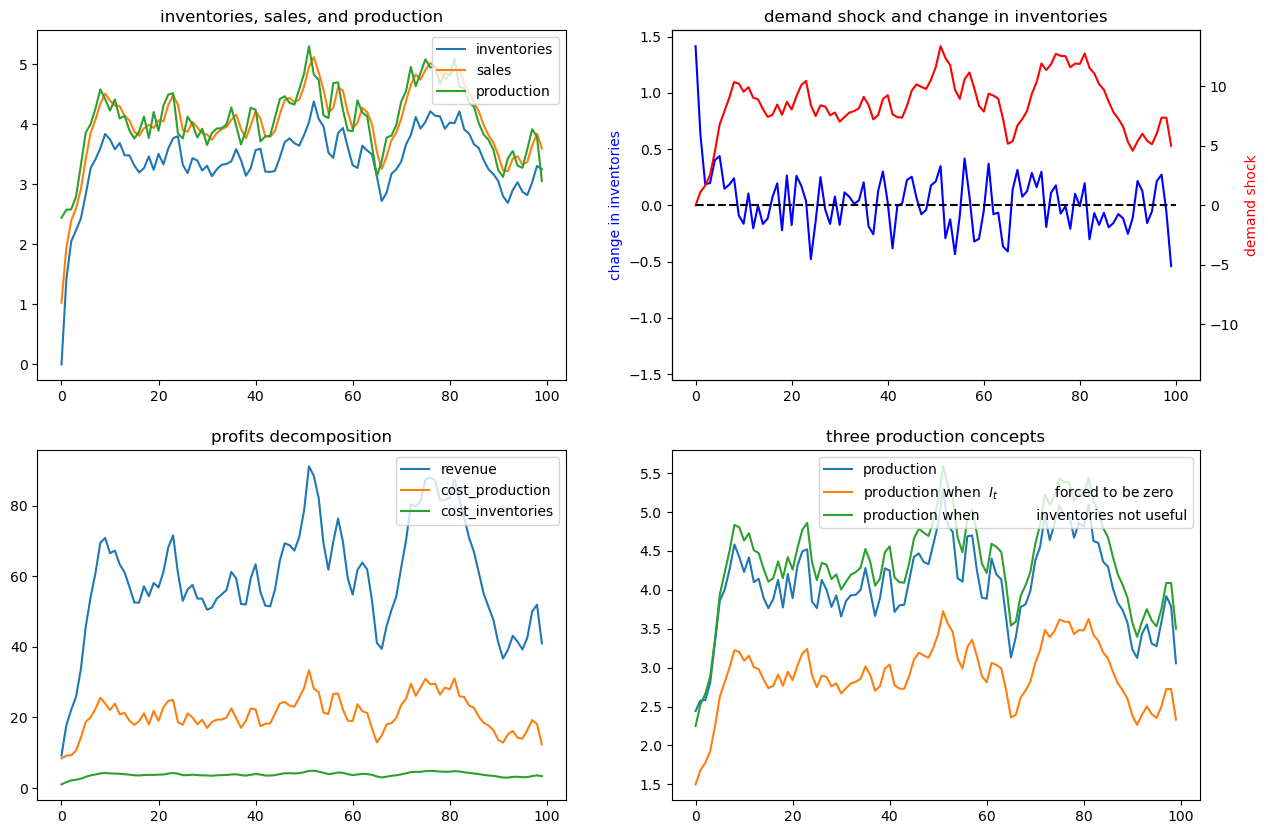 inventories, sales, and production
inventories
sales
production
5
4
3
2
1
0
0 20 40 60 80 100
demand shock and change in inventories
change in inventories
1.5
1.0
0.5
0.0
−0.5
−1.0
−1.5
10
5
0
−5
−10
demand shock
0 20 40 60 80 100
profits decomposition
revenue
cost_production
cost_inventories
80
60
40
20
0
0 20 40 60 80 100
three production concepts
production
production when I_t forced to be zero
production when inventories not useful
5.5
5.0
4.5
4.0
3.5
3.0
2.5
2.0
1.5
0 20 40 60 80 100